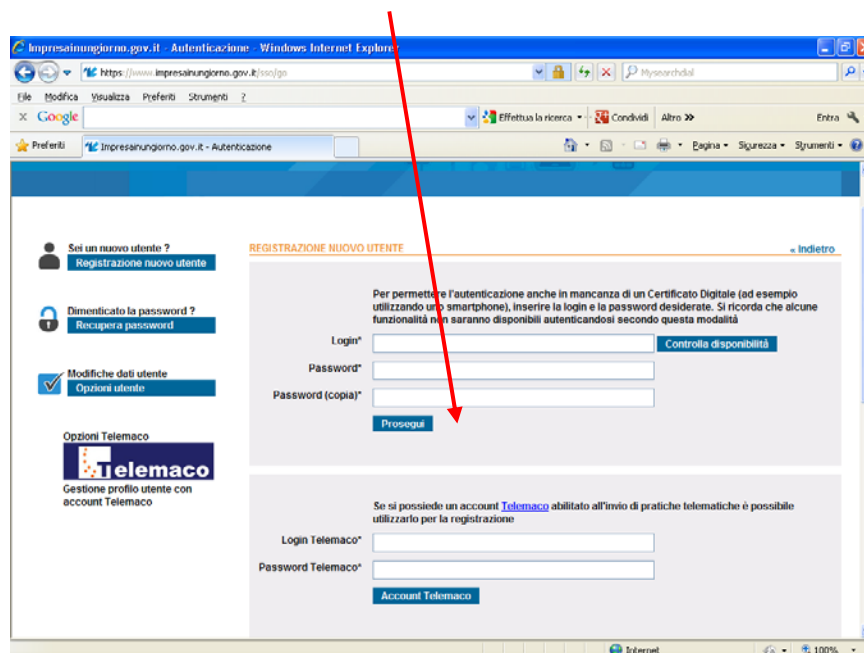 Impresainungiorno.gov.it - Autenticazione - Windows Internet Explorer
https://www.impresainungiorno.gov.it/sso/go
Mysearchdial
File Modifica Visualizza Preferiti Strumenti ?
x Google
Effettua la ricerca
Condividi
Altro »
Entra
Preferiti
Impresainungiorno.gov.it - Autenticazione
Pagina
Sicurezza
Strumenti
Sei un nuovo utente ?
Registrazione nuovo utente
Dimenticato la password ?
Recupera password
Modifiche dati utente
Opzioni utente
Opzioni Telemaco
Telemaco
Gestione profilo utente con
account Telemaco
REGISTRAZIONE NUOVO UTENTE
« Indietro
Per permettere l'autenticazione anche in mancanza di un Certificato Digitale (ad esempio
utilizzando uno smartphone), inserire la login e la password desiderate. Si ricorda che alcune
funzionalità non saranno disponibili autenticandosi secondo questa modalità
Login*
Controlla disponibilità
Password*
Password (copia)*
Prosegui
Se si possiede un account Telemaco abilitato all'invio di pratiche telematiche è possibile
utilizzarlo per la registrazione
Login Telemaco*
Password Telemaco*
Account Telemaco
Internet
100%